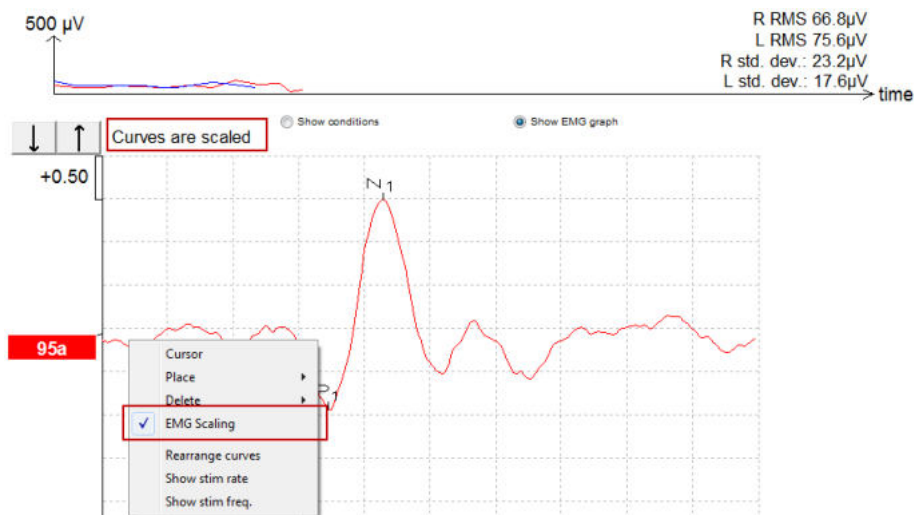 500 µV
R RMS 66.8µV
L RMS 75.6µV
R std. dev.: 23.2µV
L std. dev.: 17.6µV
time
Curves are scaled
Show conditions
Show EMG graph
+0.50
N1
95a
P1
Cursor
Place
Delete
EMG Scaling
Rearrange curves
Show stim rate
Show stim freq.